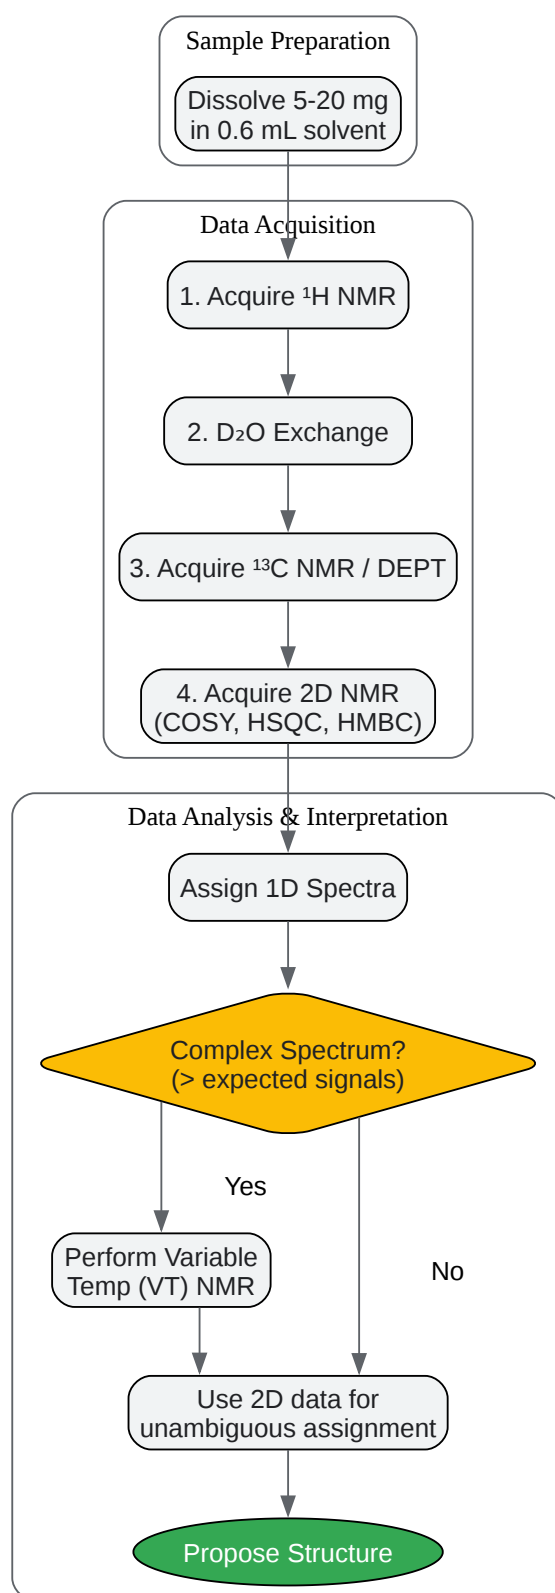 Sample Preparation
Dissolve 5-20 mg
in 0.6 mL solvent
Data Acquisition
1. Acquire ¹H NMR
2. D₂O Exchange
3. Acquire ¹³C NMR / DEPT
4. Acquire 2D NMR
(COSY, HSQC, HMBC)
Data Analysis & Interpretation
Assign 1D Spectra
Complex Spectrum?
(> expected signals)
Yes
Perform Variable
Temp (VT) NMR
No
Use 2D data for
unambiguous assignment
Propose Structure